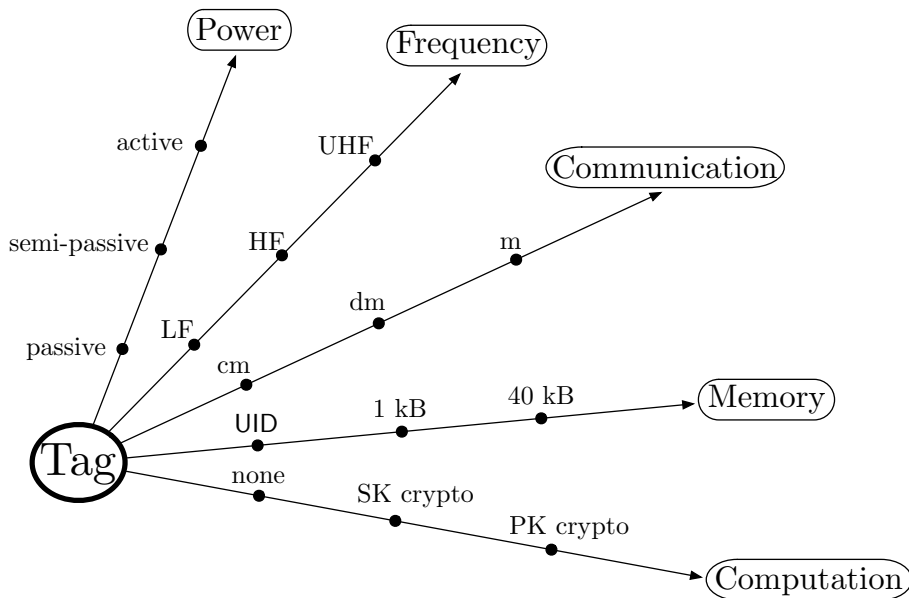 Power
Frequency
active
UHF
Communication
semi-passive
HF
m
passive
LF
dm
cm
Memory
UID
1 kB
40 kB
Tag
none
SK crypto
PK crypto
Computation